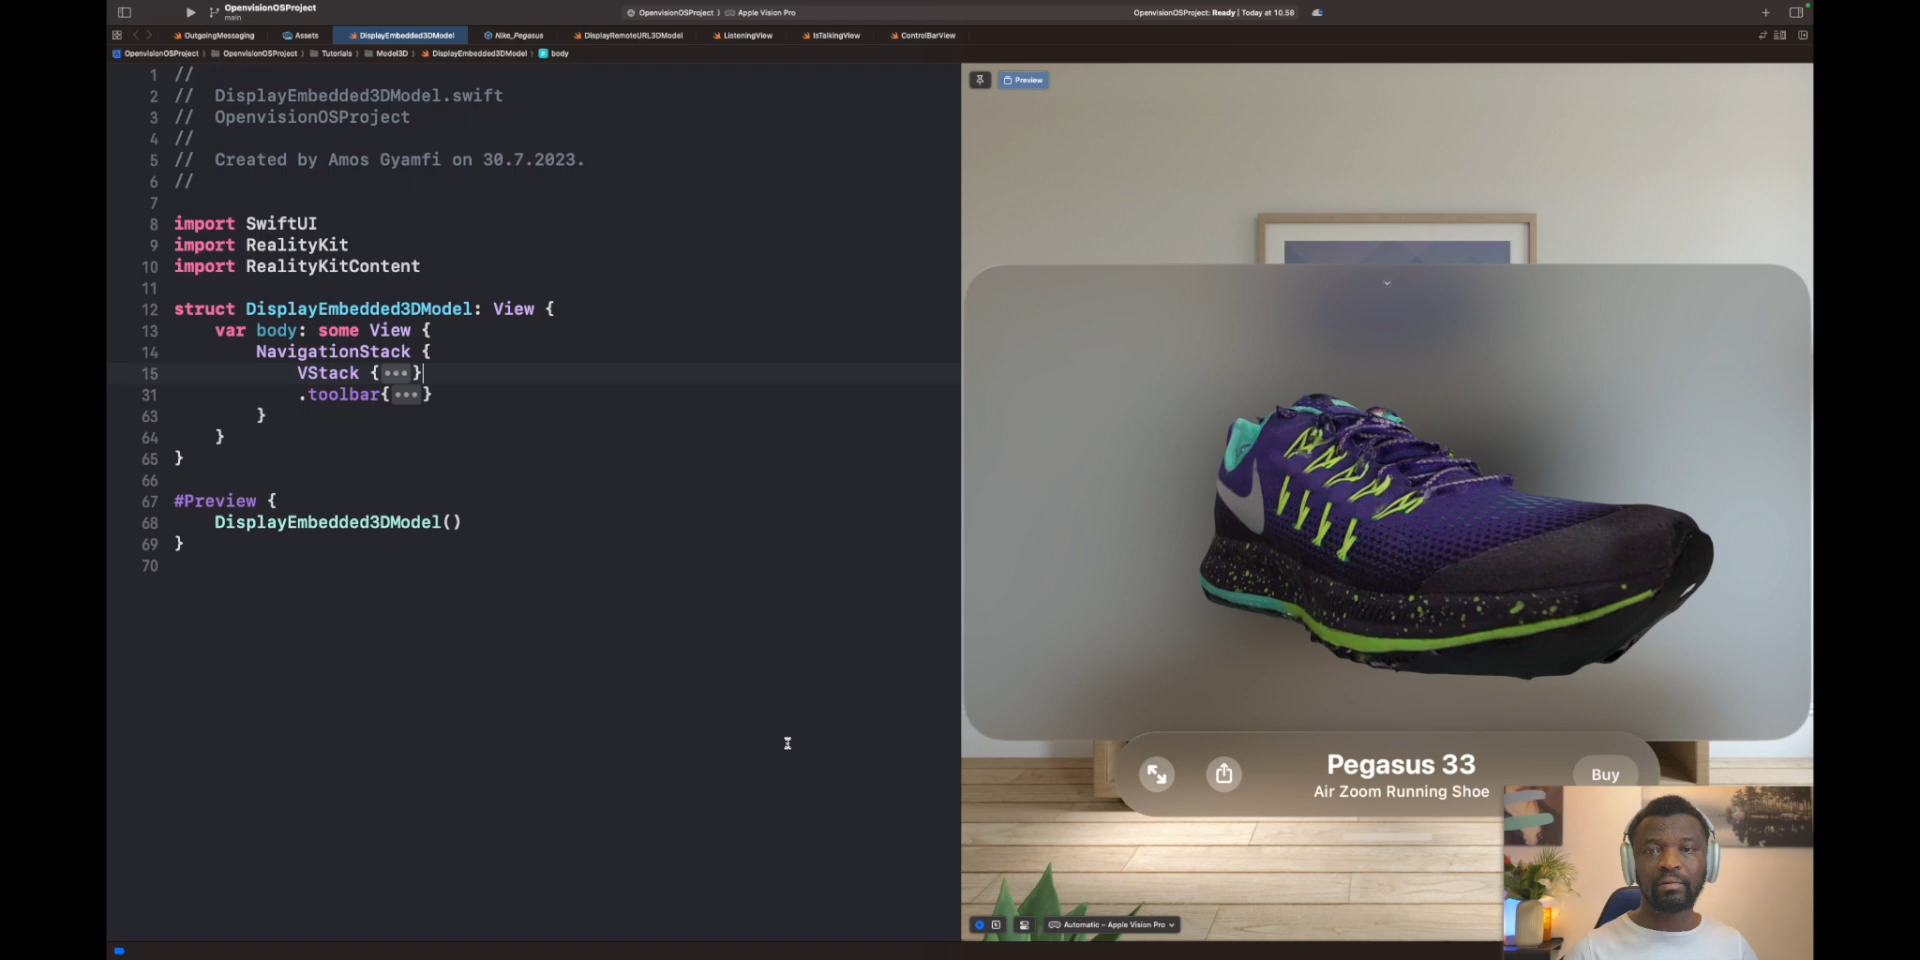 OpenvisionOSProject
main
OpenvisionOSProject 〉 Apple Vision Pro
OpenvisionOSProject: Ready | Today at 10.58
OutgoingMessaging
Assets
DisplayEmbedded3DModel
Nike_Pegasus
DisplayRemoteURL3DModel
ListeningView
IsTalkingView
ControlBarView
OpenvisionOSProject 〉 OpenvisionOSProject 〉 Tutorials 〉 Model3D 〉 DisplayEmbedded3DModel 〉 body
1 //
2 //  DisplayEmbedded3DModel.swift
3 //  OpenvisionOSProject
4 //
5 //  Created by Amos Gyamfi on 30.7.2023.
6 //
7
8 import SwiftUI
9 import RealityKit
10 import RealityKitContent
11
12 struct DisplayEmbedded3DModel: View {
13     var body: some View {
14         NavigationStack {
15             VStack {•••}
31             .toolbar{•••}
63         }
64     }
65 }
66
67 #Preview {
68     DisplayEmbedded3DModel()
69 }
70
Preview
Pegasus 33
Air Zoom Running Shoe
Buy
Automatic – Apple Vision Pro